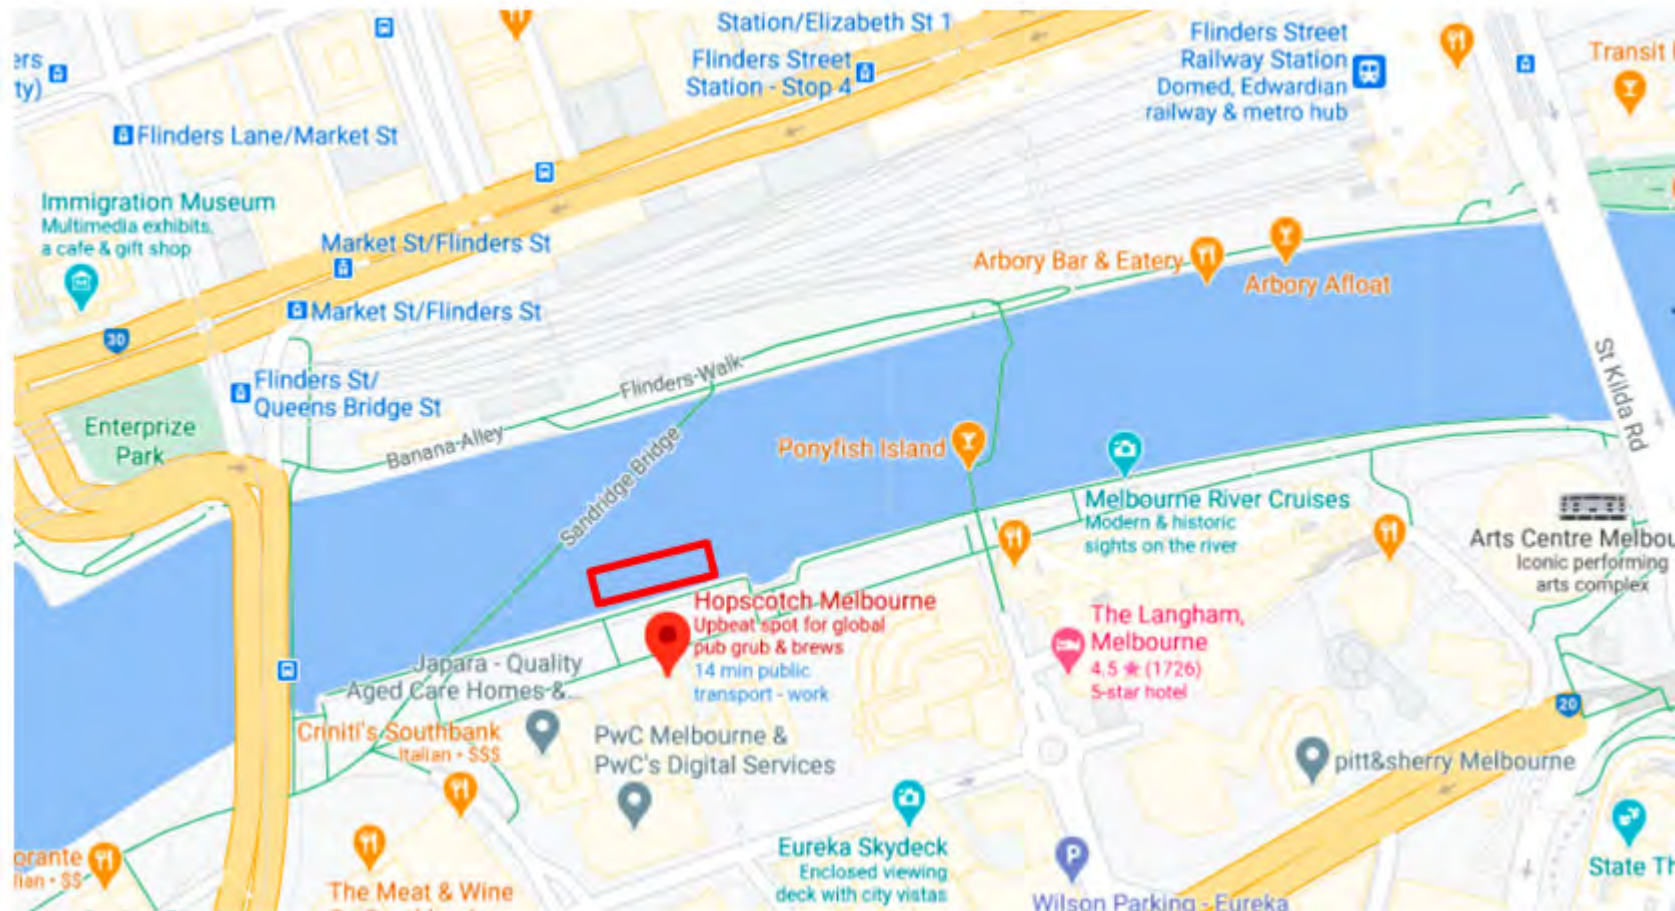 Station/Elizabeth St 1
Flinders Street
Station - Stop 4
Flinders Street
Railway Station
Domed, Edwardian
railway & metro hub
Transit
ers
ty)
Flinders Lane/Market St
Immigration Museum
Multimedia exhibits,
a cafe & gift shop
Market St/Flinders St
Market St/Flinders St
30
Arbory Bar & Eatery
Arbory Afloat
Flinders St/
Queens Bridge St
Enterprize
Park
Flinders Walk
Banana Alley
Sandridge Bridge
St Kilda Rd
Ponyfish Island
Melbourne River Cruises
Modern & historic
sights on the river
Arts Centre Melbou
Iconic performing
arts complex
Hopscotch Melbourne
Upbeat spot for global
pub grub & brews
14 min public
transport - work
The Langham,
Melbourne
4.5 ★ (1726)
5-star hotel
Japara - Quality
Aged Care Homes &...
Criniti's Southbank
Italian • $$$
PwC Melbourne &
PwC's Digital Services
20
pitt&sherry Melbourne
Eureka Skydeck
Enclosed viewing
deck with city vistas
P
Wilson Parking - Eureka
State Th
orante
lian • $$
The Meat & Wine